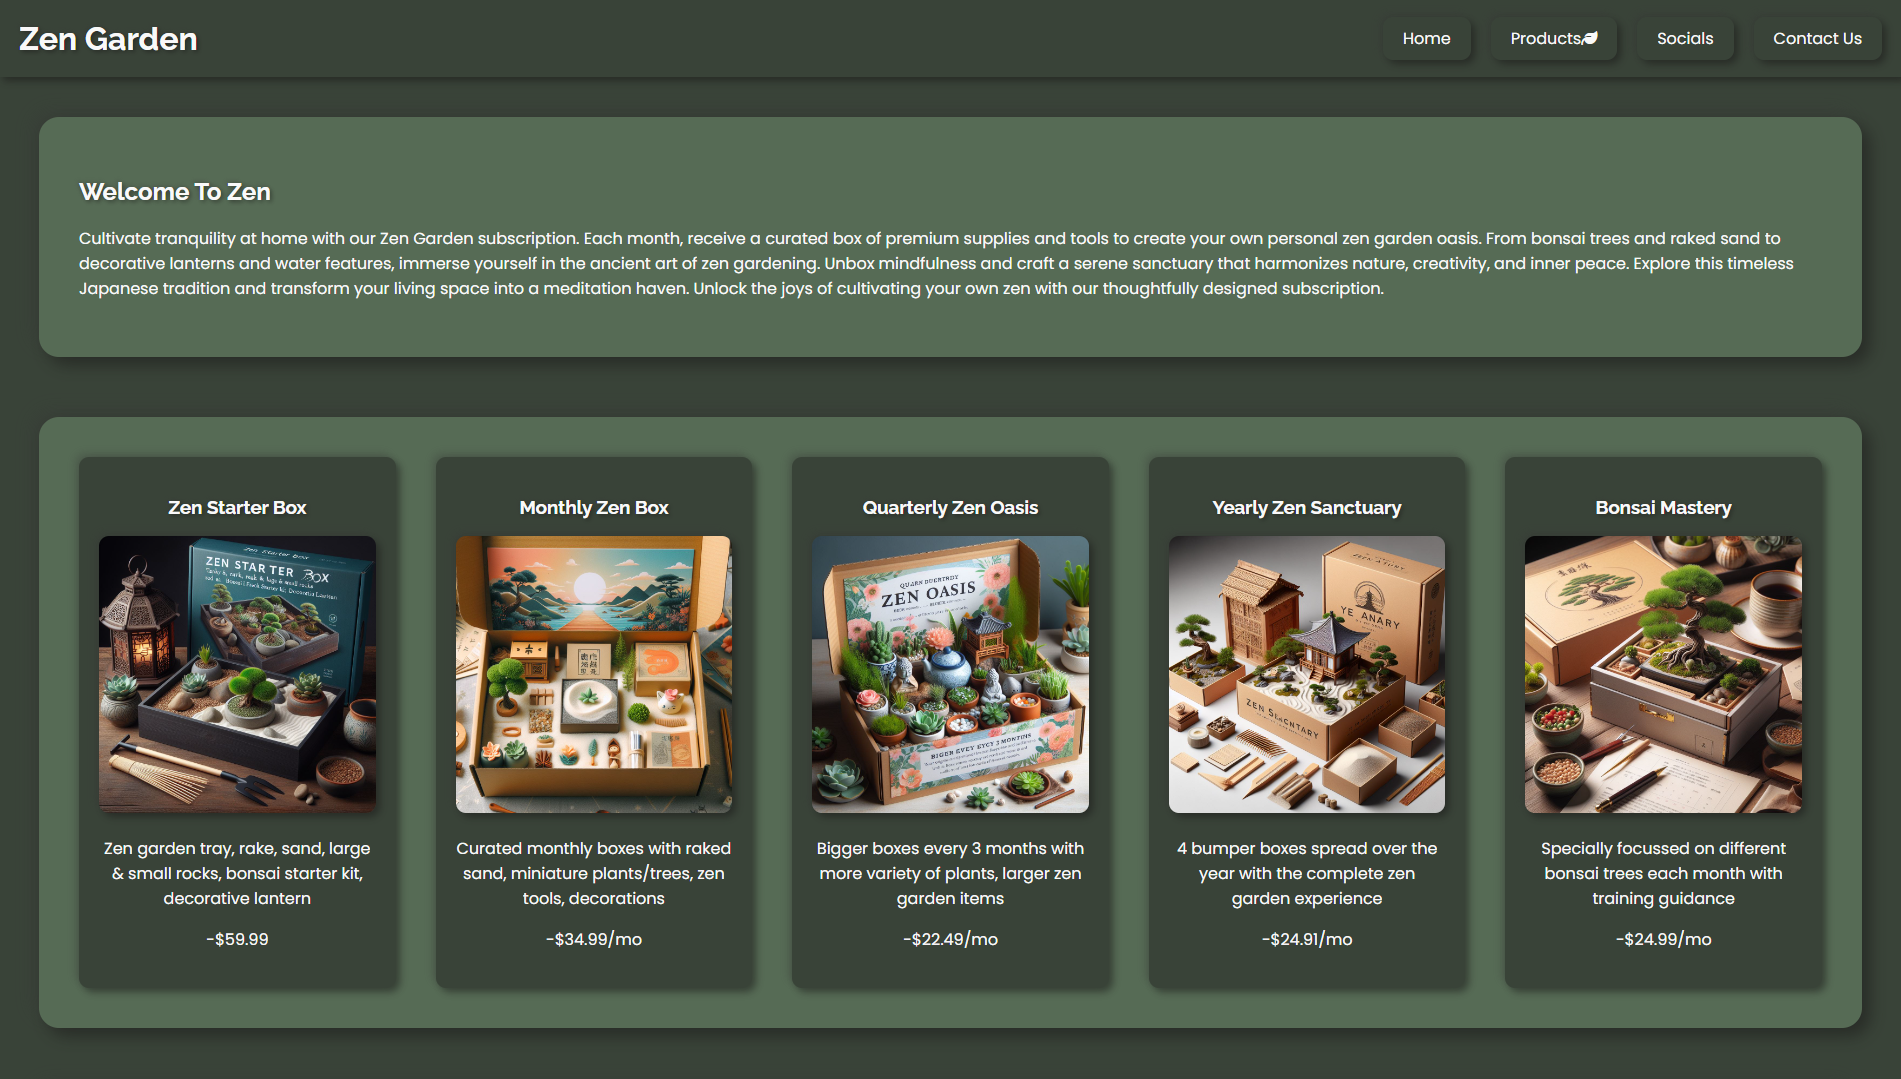 Zen Garden
Home
Products
Socials
Contact Us
Welcome To Zen
Cultivate tranquility at home with our Zen Garden subscription. Each month, receive a curated box of premium supplies and tools to create your own personal zen garden oasis. From bonsai trees and raked sand to
decorative lanterns and water features, immerse yourself in the ancient art of zen gardening. Unbox mindfulness and craft a serene sanctuary that harmonizes nature, creativity, and inner peace. Explore this timeless
Japanese tradition and transform your living space into a meditation haven. Unlock the joys of cultivating your own zen with our thoughtfully designed subscription.
Zen Starter Box
Zen Starter Box
ZEN STAR TER BOX
Zen garden tray, rake, sand, large
& small rocks, bonsai starter kit,
decorative lantern
-$59.99
Monthly Zen Box
Curated monthly boxes with raked
sand, miniature plants/trees, zen
tools, decorations
-$34.99/mo
Quarterly Zen Oasis
ZEN OASIS
BIGER EVEY EYCY 3 MONTHS
Bigger boxes every 3 months with
more variety of plants, larger zen
garden items
-$22.49/mo
Yearly Zen Sanctuary
YE ANARY
4 bumper boxes spread over the
year with the complete zen
garden experience
-$24.91/mo
Bonsai Mastery
Specially focussed on different
bonsai trees each month with
training guidance
-$24.99/mo